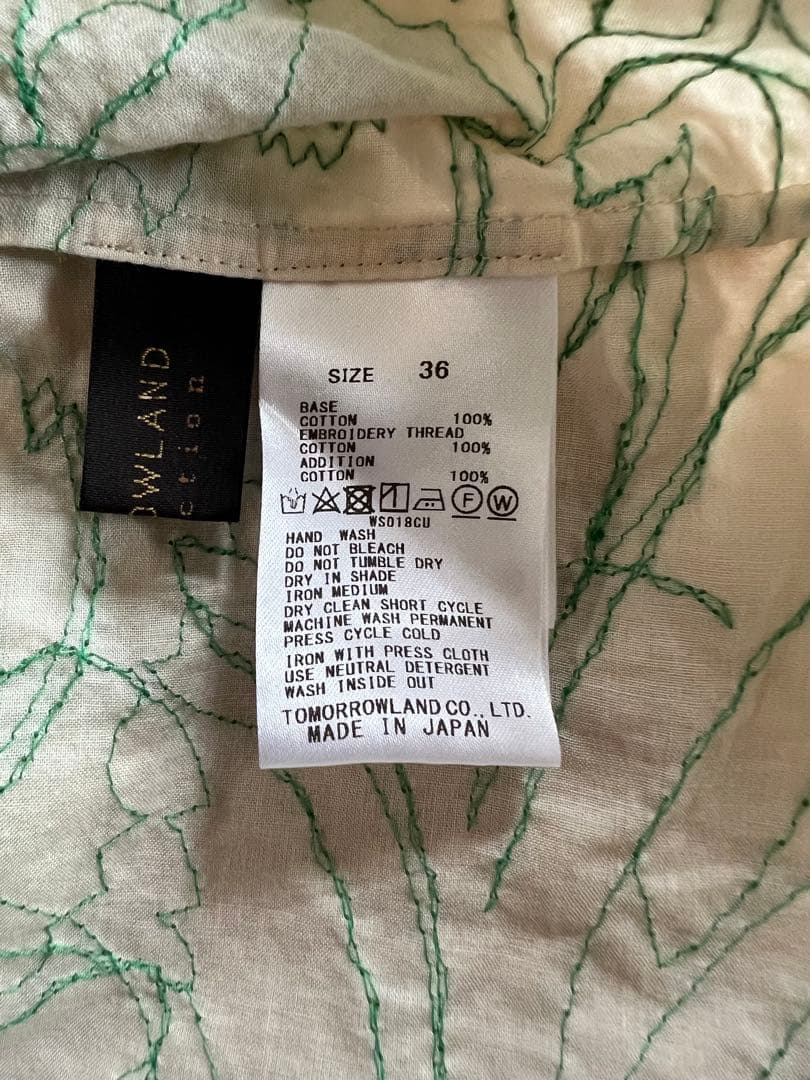 OWLAND
ction
SIZE 36
BASE
COTTON 100%
EMBROIDERY THREAD
COTTON 100%
ADDITION
COTTON 100%
F W
WS018CU
HAND WASH
DO NOT BLEACH
DO NOT TUMBLE DRY
DRY IN SHADE
IRON MEDIUM
DRY CLEAN SHORT CYCLE
MACHINE WASH PERMANENT
PRESS CYCLE COLD
IRON WITH PRESS CLOTH
USE NEUTRAL DETERGENT
WASH INSIDE OUT
TOMORROWLAND CO., LTD.
MADE IN JAPAN